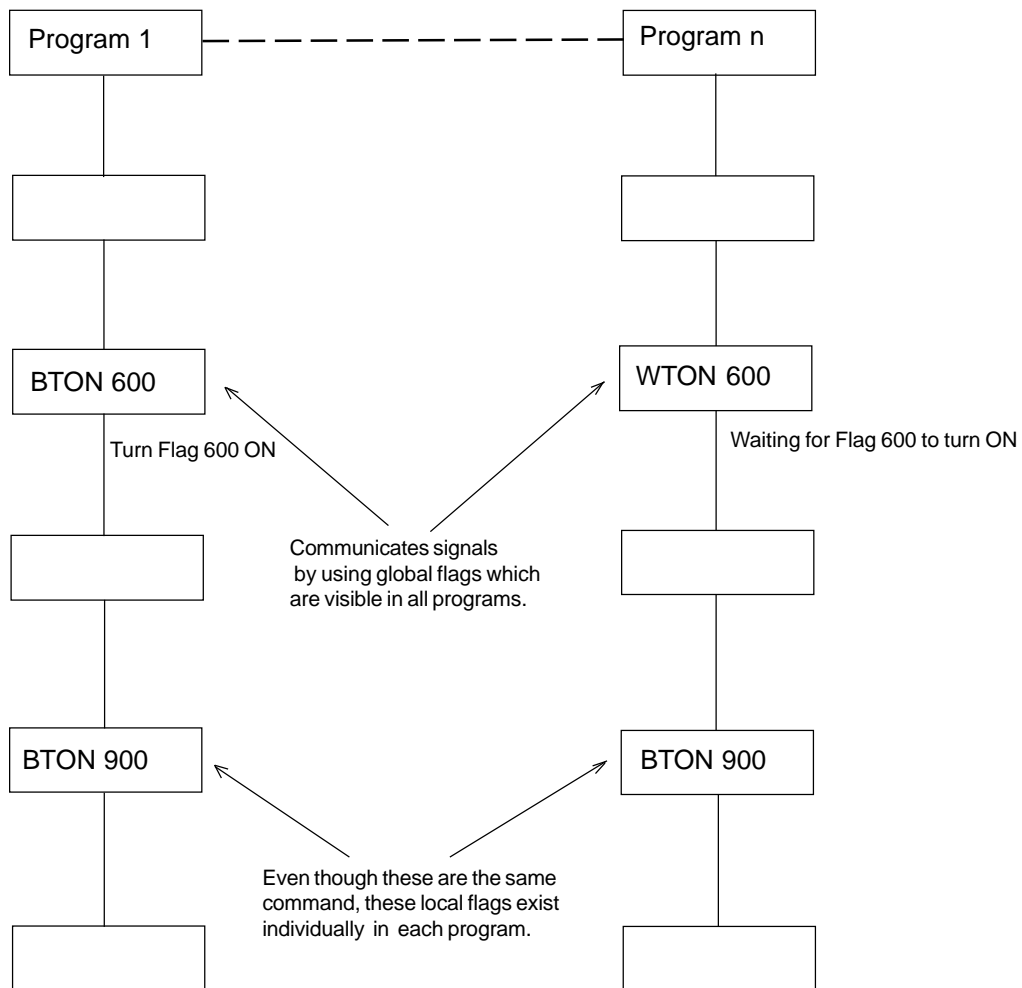 Program 1
Program n
BTON 600
WTON 600
Turn Flag 600 ON
Waiting for Flag 600 to turn ON
Communicates signals
by using global flags which
are visible in all programs.
BTON 900
BTON 900
Even though these are the same
command, these local flags exist
individually in each program.